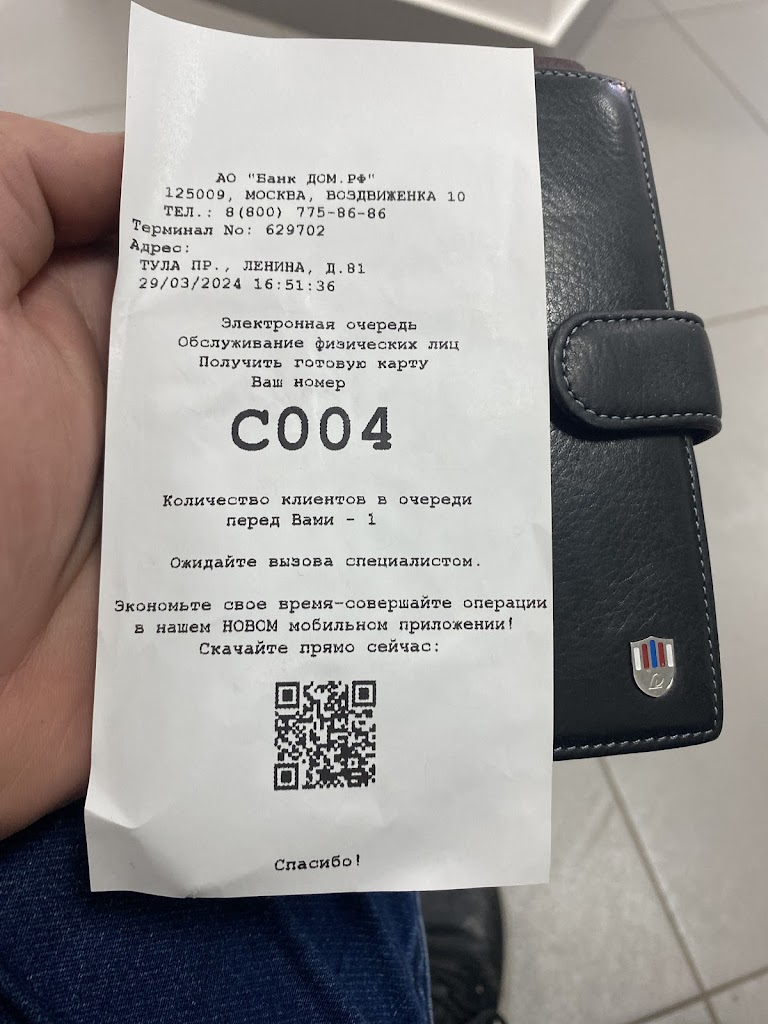 АО "Банк ДОМ.РФ"
125009, МОСКВА, ВОЗДВИЖЕНКА 10
ТЕЛ.: 8(800) 775-86-86
Терминал No: 629702
Адрес:
ТУЛА ПР., ЛЕНИНА, Д.81
29/03/2024 16:51:36
Электронная очередь
Обслуживание физических лиц
Получить готовую карту
Ваш номер
С004
Количество клиентов в очереди
перед Вами - 1
Ожидайте вызова специалистом.
Экономьте свое время-совершайте операции
в нашем НОВОМ мобильном приложении!
Скачайте прямо сейчас:
Спасибо!